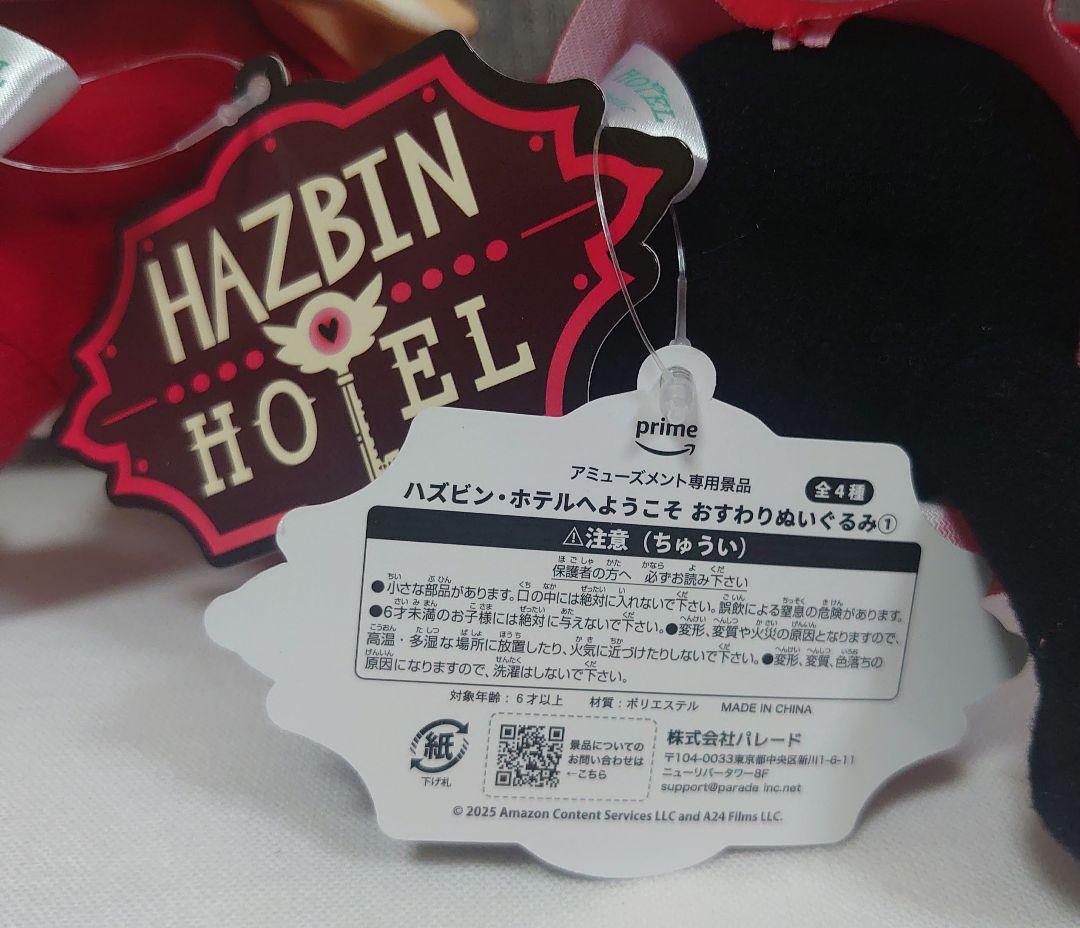 HAZBIN
HOTEL
HOTEL
prime
アミューズメント専用景品
全4種
ハズビン・ホテルへようこそ おすわりぬいぐるみ①
⚠注意（ちゅうい）
保護者の方へ 必ずお読み下さい
●小さな部品があります。口の中には絶対に入れないで下さい。誤飲による窒息の危険があります。
●6才未満のお子様には絶対に与えないで下さい。●変形、変質や火災の原因となりますので、
高温・多湿な場所に放置したり、火気に近づけたりしないで下さい。●変形、変質、色落ちの
原因になりますので、洗濯はしないで下さい。
対象年齢：6才以上 材質：ポリエステル MADE IN CHINA
紙
下げ札
景品についての
お問い合わせは
←こちら
株式会社パレード
〒104-0033東京都中央区新川1-6-11
ニューリバータワー8F
support@parade inc.net
© 2025 Amazon Content Services LLC and A24 Films LLC.